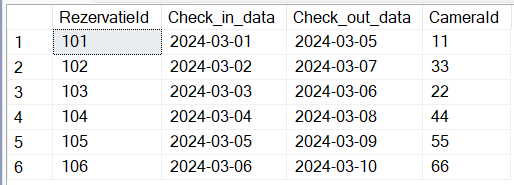 RezervatieId Check_in_data Check_out_data CameraId
1 101 2024-03-01 2024-03-05 11
2 102 2024-03-02 2024-03-07 33
3 103 2024-03-03 2024-03-06 22
4 104 2024-03-04 2024-03-08 44
5 105 2024-03-05 2024-03-09 55
6 106 2024-03-06 2024-03-10 66